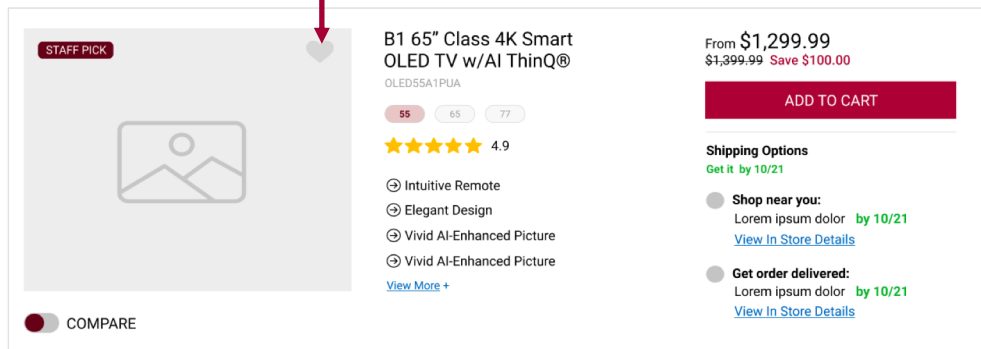 STAFF PICK
B1 65” Class 4K Smart
OLED TV w/AI ThinQ®
OLED55A1PUA
55 65 77
4.9
Intuitive Remote
Elegant Design
Vivid AI-Enhanced Picture
Vivid AI-Enhanced Picture
View More +
COMPARE
From $1,299.99
$1,399.99 Save $100.00
ADD TO CART
Shipping Options
Get it by 10/21
Shop near you:
Lorem ipsum dolor by 10/21
View In Store Details
Get order delivered:
Lorem ipsum dolor by 10/21
View In Store Details